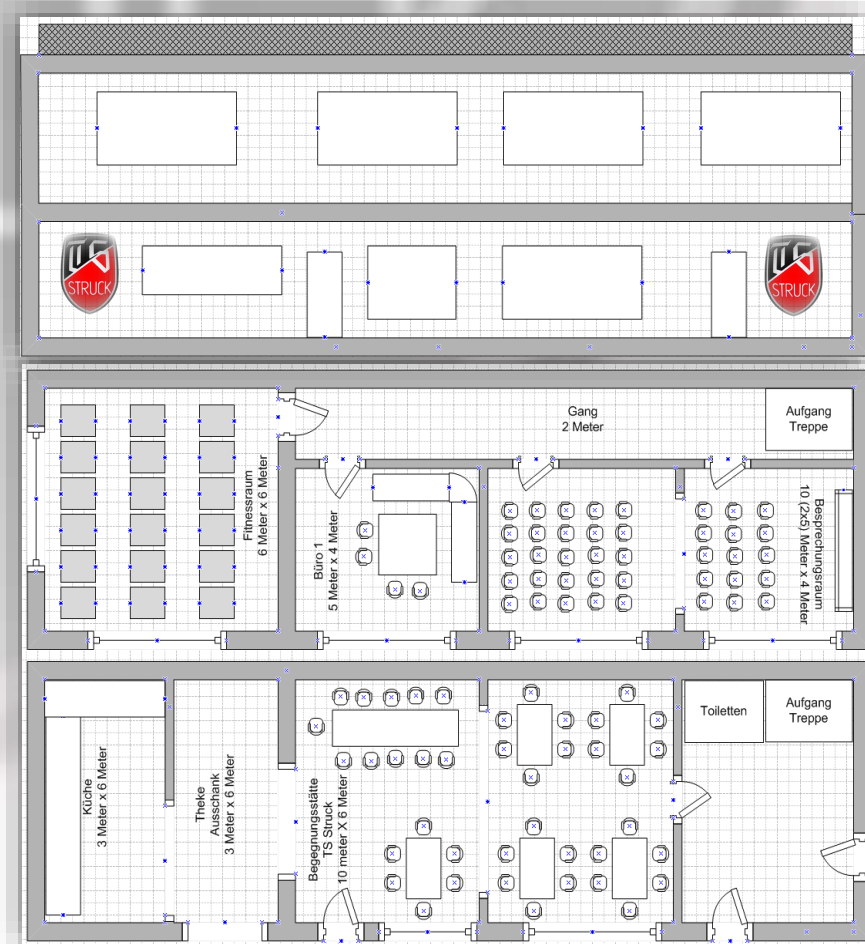 TS
STRUCK
TS
STRUCK
Gang
2 Meter
Aufgang
Treppe
Fitnessraum
6 Meter x 6 Meter
Büro 1
5 Meter x 4 Meter
Besprechungsraum
10 (2x5) Meter x 4 Meter
Küche
3 Meter x 6 Meter
Theke
Ausschank
3 Meter x 6 Meter
Begegnungsstätte
TS Struck
10 meter X 6 Meter
Toiletten
Aufgang
Treppe